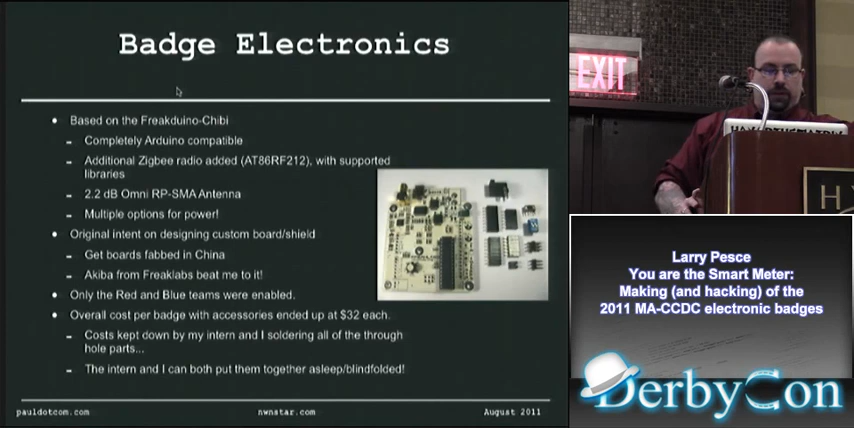 Badge Electronics
Based on the Freakduino-Chibi
Completely Arduino compatible
Additional Zigbee radio added (AT86RF212), with supported
libraries
2.2 dB Omni RP-SMA Antenna
Multiple options for power!
Original intent on designing custom board/shield
Get boards fabbed in China
Akiba from Freaklabs beat me to it!
Only the Red and Blue teams were enabled.
Overall cost per badge with accessories ended up at $32 each.
Costs kept down by my intern and I soldering all of the through
hole parts...
The intern and I can both put them together asleep/blindfolded!
pauldotcom.com
nwnstar.com
August 2011
EXIT
HY
Larry Pesce
You are the Smart Meter:
Making (and hacking) of the
2011 MA-CCDC electronic badges
DerbyCon